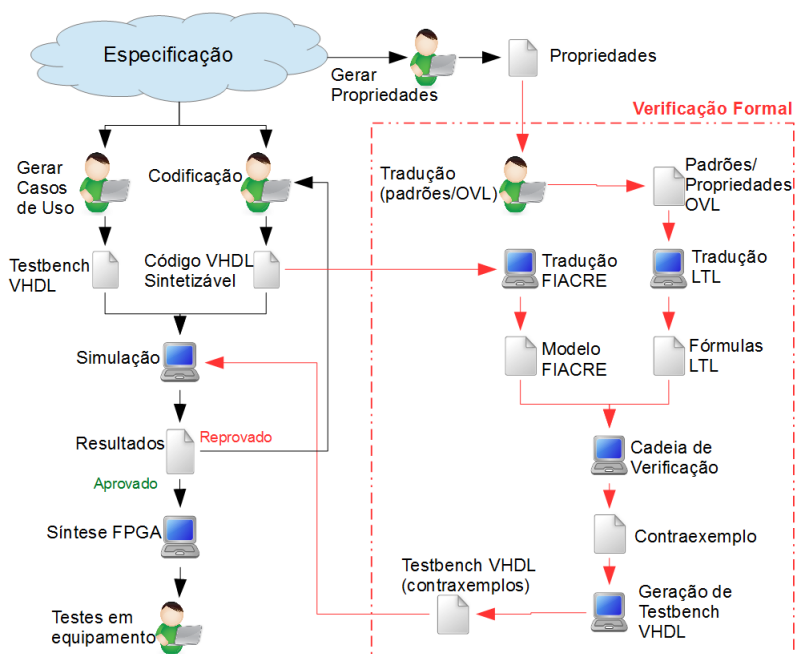 Especificação
Gerar
Propriedades
Propriedades
Verificação Formal
Gerar
Casos
de Uso
Codificação
Tradução
(padrões/OVL)
Padrões/
Propriedades
OVL
Testbench
VHDL
Código VHDL
Sintetizável
Tradução
FIACRE
Tradução
LTL
Simulação
Modelo
FIACRE
Fórmulas
LTL
Resultados
Reprovado
Aprovado
Cadeia de
Verificação
Síntese FPGA
Contraexemplo
Testbench VHDL
(contraxemplos)
Geração de
Testbench
VHDL
Testes em
equipamento